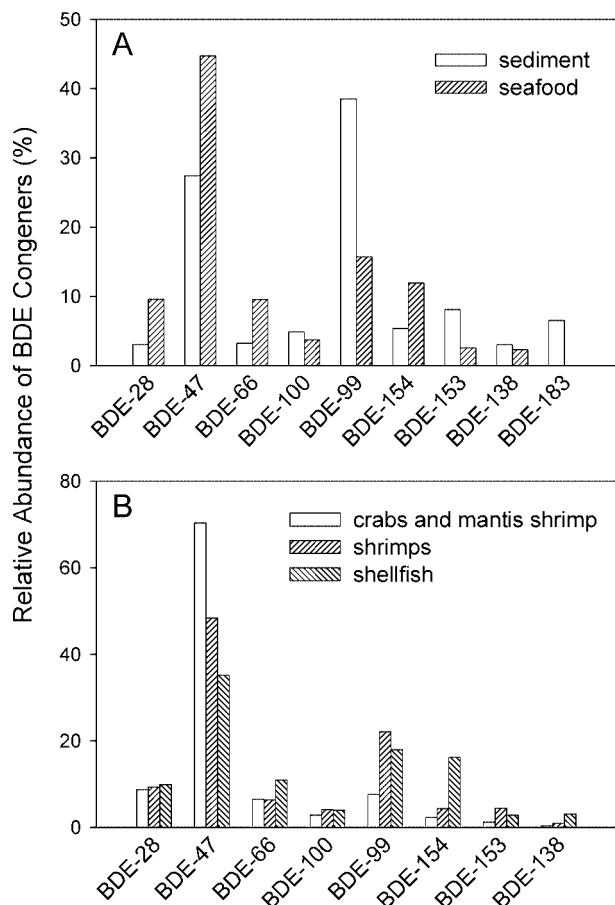 Relative Abundance of BDE Congeners (%)
A
50
40
30
20
10
0
sediment
seafood
BDE-28
BDE-47
BDE-66
BDE-100
BDE-99
BDE-154
BDE-153
BDE-138
BDE-183
B
80
60
40
20
0
crabs and mantis shrimp
shrimps
shellfish
BDE-28
BDE-47
BDE-66
BDE-100
BDE-99
BDE-154
BDE-153
BDE-138